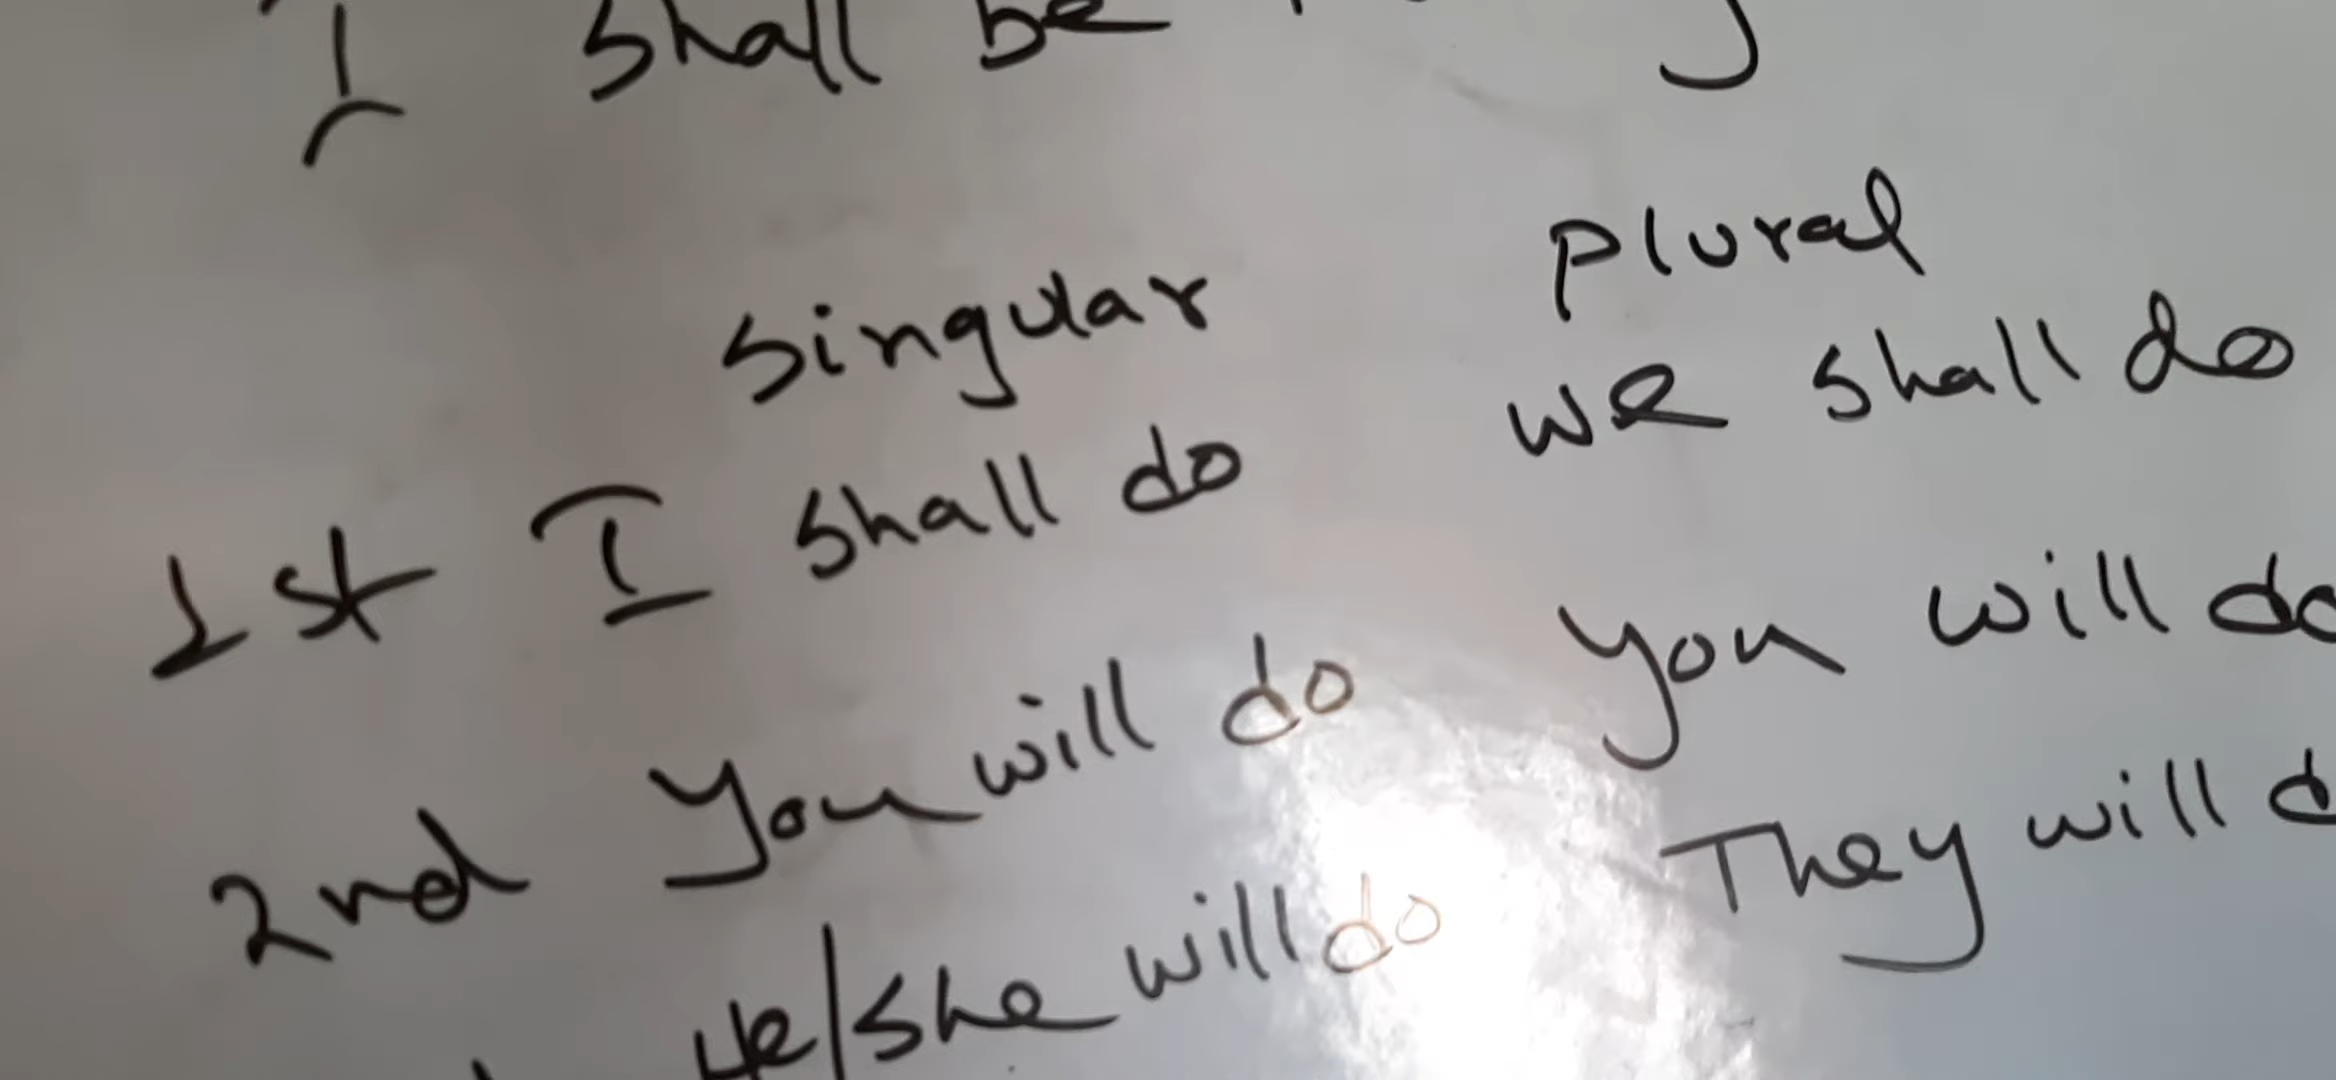 I shall be
Singular Plural
1st I shall do we shall do
2nd You will do you will do
He/she will do They will